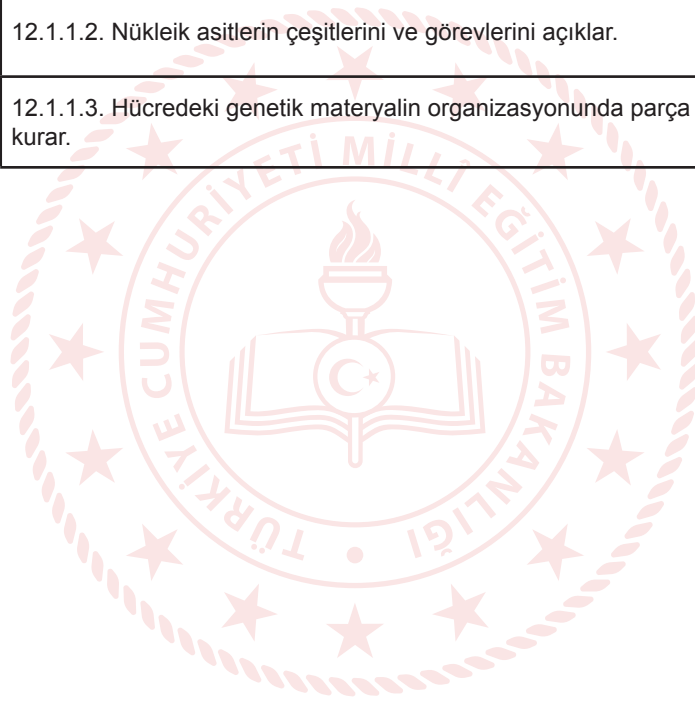 12.1.1.2. Nükleik asitlerin çeşitlerini ve görevlerini açıklar.
12.1.1.3. Hücredeki genetik materyalin organizasyonunda parça
kurar.
TÜRKİYE CUMHURİYETİ MİLLÎ EĞİTİM BAKANLIĞI